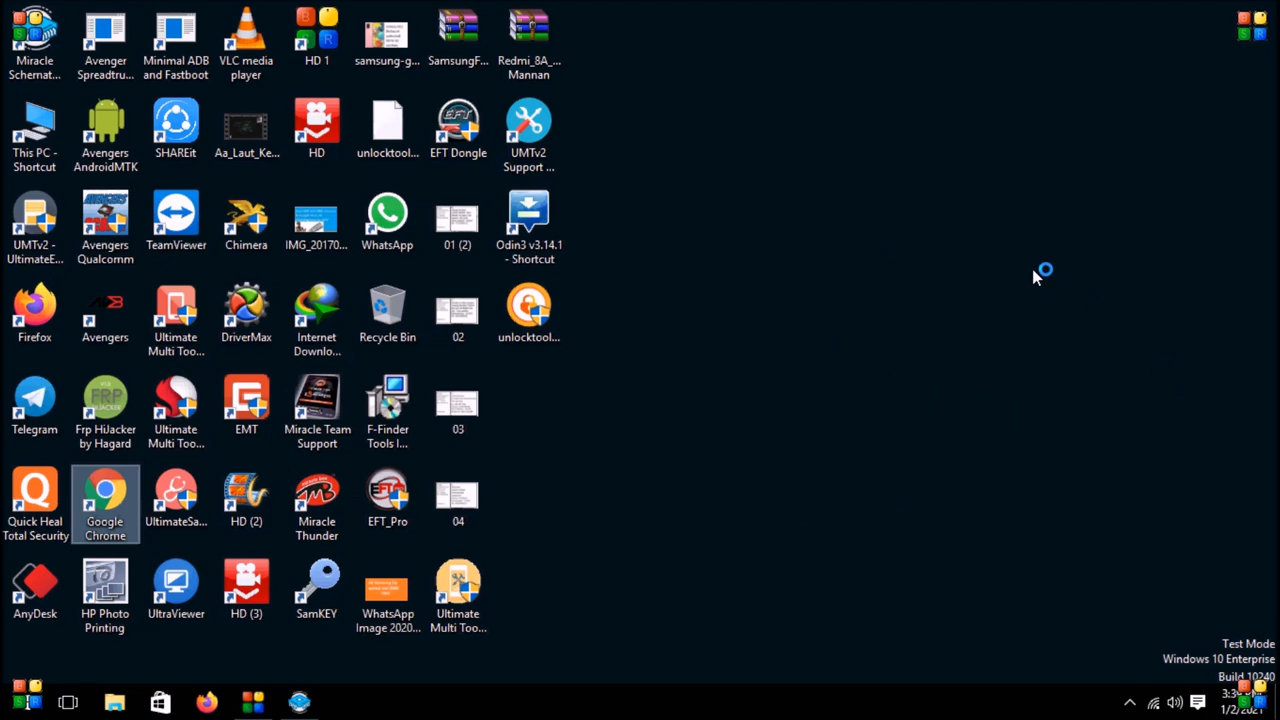 Miracle
Schemat...
Avenger
Spreadtru...
Minimal ADB
and Fastboot
VLC media
player
HD 1
samsung-g...
SamsungF...
Redmi_8A_...
Mannan
This PC -
Shortcut
Avengers
AndroidMTK
SHAREit
Aa_Laut_Ke...
HD
unlocktool...
EFT Dongle
UMTv2
Support ...
UMTv2 -
UltimateE...
Avengers
Qualcomm
TeamViewer
Chimera
IMG_20170...
WhatsApp
01 (2)
Odin3 v3.14.1
- Shortcut
Firefox
Avengers
Ultimate
Multi Too...
DriverMax
Internet
Downlo...
Recycle Bin
02
unlocktool...
Telegram
Frp HiJacker
by Hagard
Ultimate
Multi Too...
EMT
Miracle Team
Support
F-Finder
Tools I...
03
Quick Heal
Total Security
Google
Chrome
UltimateSa...
HD (2)
Miracle
Thunder
EFT_Pro
04
AnyDesk
HP Photo
Printing
UltraViewer
HD (3)
SamKEY
WhatsApp
Image 2020...
Ultimate
Multi Too...
Test Mode
Windows 10 Enterprise
Build 10240
1/2/2021